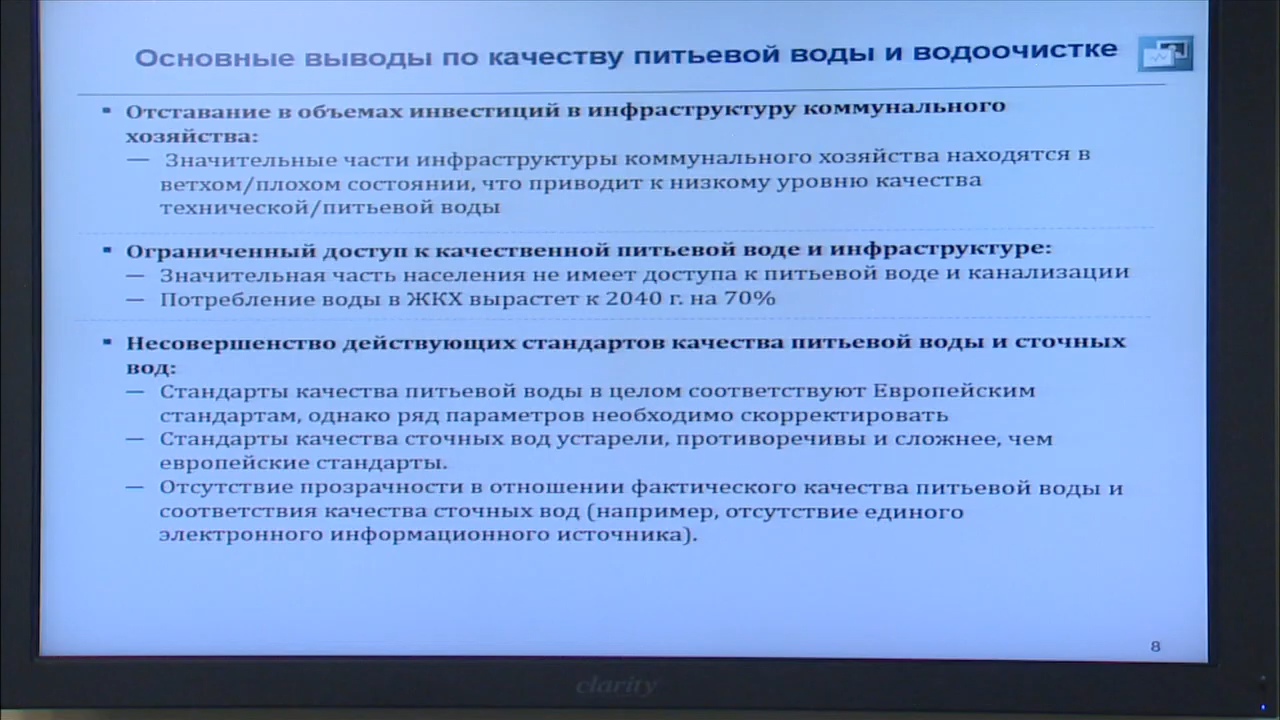 Основные выводы по качеству питьевой воды и водоочистке
▪ Отставание в объемах инвестиций в инфраструктуру коммунального
хозяйства:
— Значительные части инфраструктуры коммунального хозяйства находятся в
ветхом/плохом состоянии, что приводит к низкому уровню качества
технической/питьевой воды
▪ Ограниченный доступ к качественной питьевой воде и инфраструктуре:
— Значительная часть населения не имеет доступа к питьевой воде и канализации
— Потребление воды в ЖКХ вырастет к 2040 г. на 70%
▪ Несовершенство действующих стандартов качества питьевой воды и сточных
вод:
— Стандарты качества питьевой воды в целом соответствуют Европейским
стандартам, однако ряд параметров необходимо скорректировать
— Стандарты качества сточных вод устарели, противоречивы и сложнее, чем
европейские стандарты.
— Отсутствие прозрачности в отношении фактического качества питьевой воды и
соответствия качества сточных вод (например, отсутствие единого
электронного информационного источника).
8
clarity